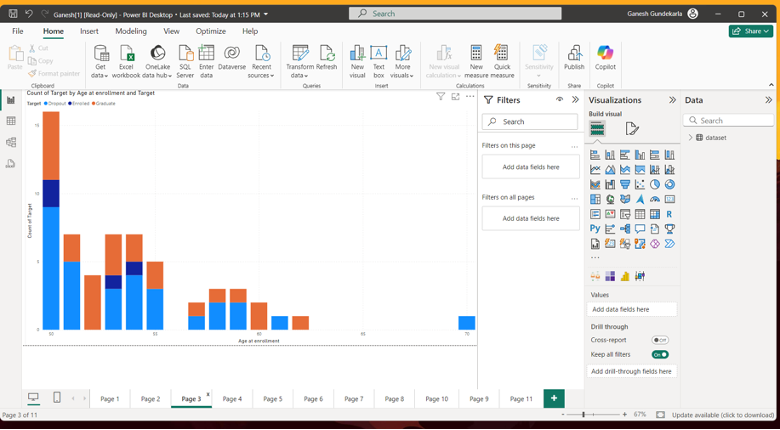 Ganesh[1] [Read-Only] - Power BI Desktop • Last saved: Today at 1:15 PM
Search
Ganesh Gundekarla
File Home Insert Modeling View Optimize Help
Share
Paste
Cut
Copy
Format painter
Get data
Excel workbook
OneLake data hub
SQL Server
Enter data
Dataverse
Recent sources
Transform data
Refresh
New visual
Text box
More visuals
New visual calculation
New measure
Quick measure
Sensitivity
Publish
Copilot
Clipboard
Data
Queries
Insert
Calculations
Sensitivity
Share
Copilot
Count of Target by Age at enrollment and Target
Target Dropout Enrolled Graduate
Count of Target
15
10
5
0
50 55 60 65 70
Age at enrollment
Filters
Search
Filters on this page
Add data fields here
Filters on all pages
Add data fields here
Visualizations
Build visual
R
Py
Values
Add data fields here
Drill through
Cross-report
Off
Keep all filters
On
Add drill-through fields here
Data
Search
dataset
Page 1 Page 2 Page 3 Page 4 Page 5 Page 6 Page 7 Page 8 Page 10 Page 9 Page 11
Page 3 of 11
67%
Update available (click to download)